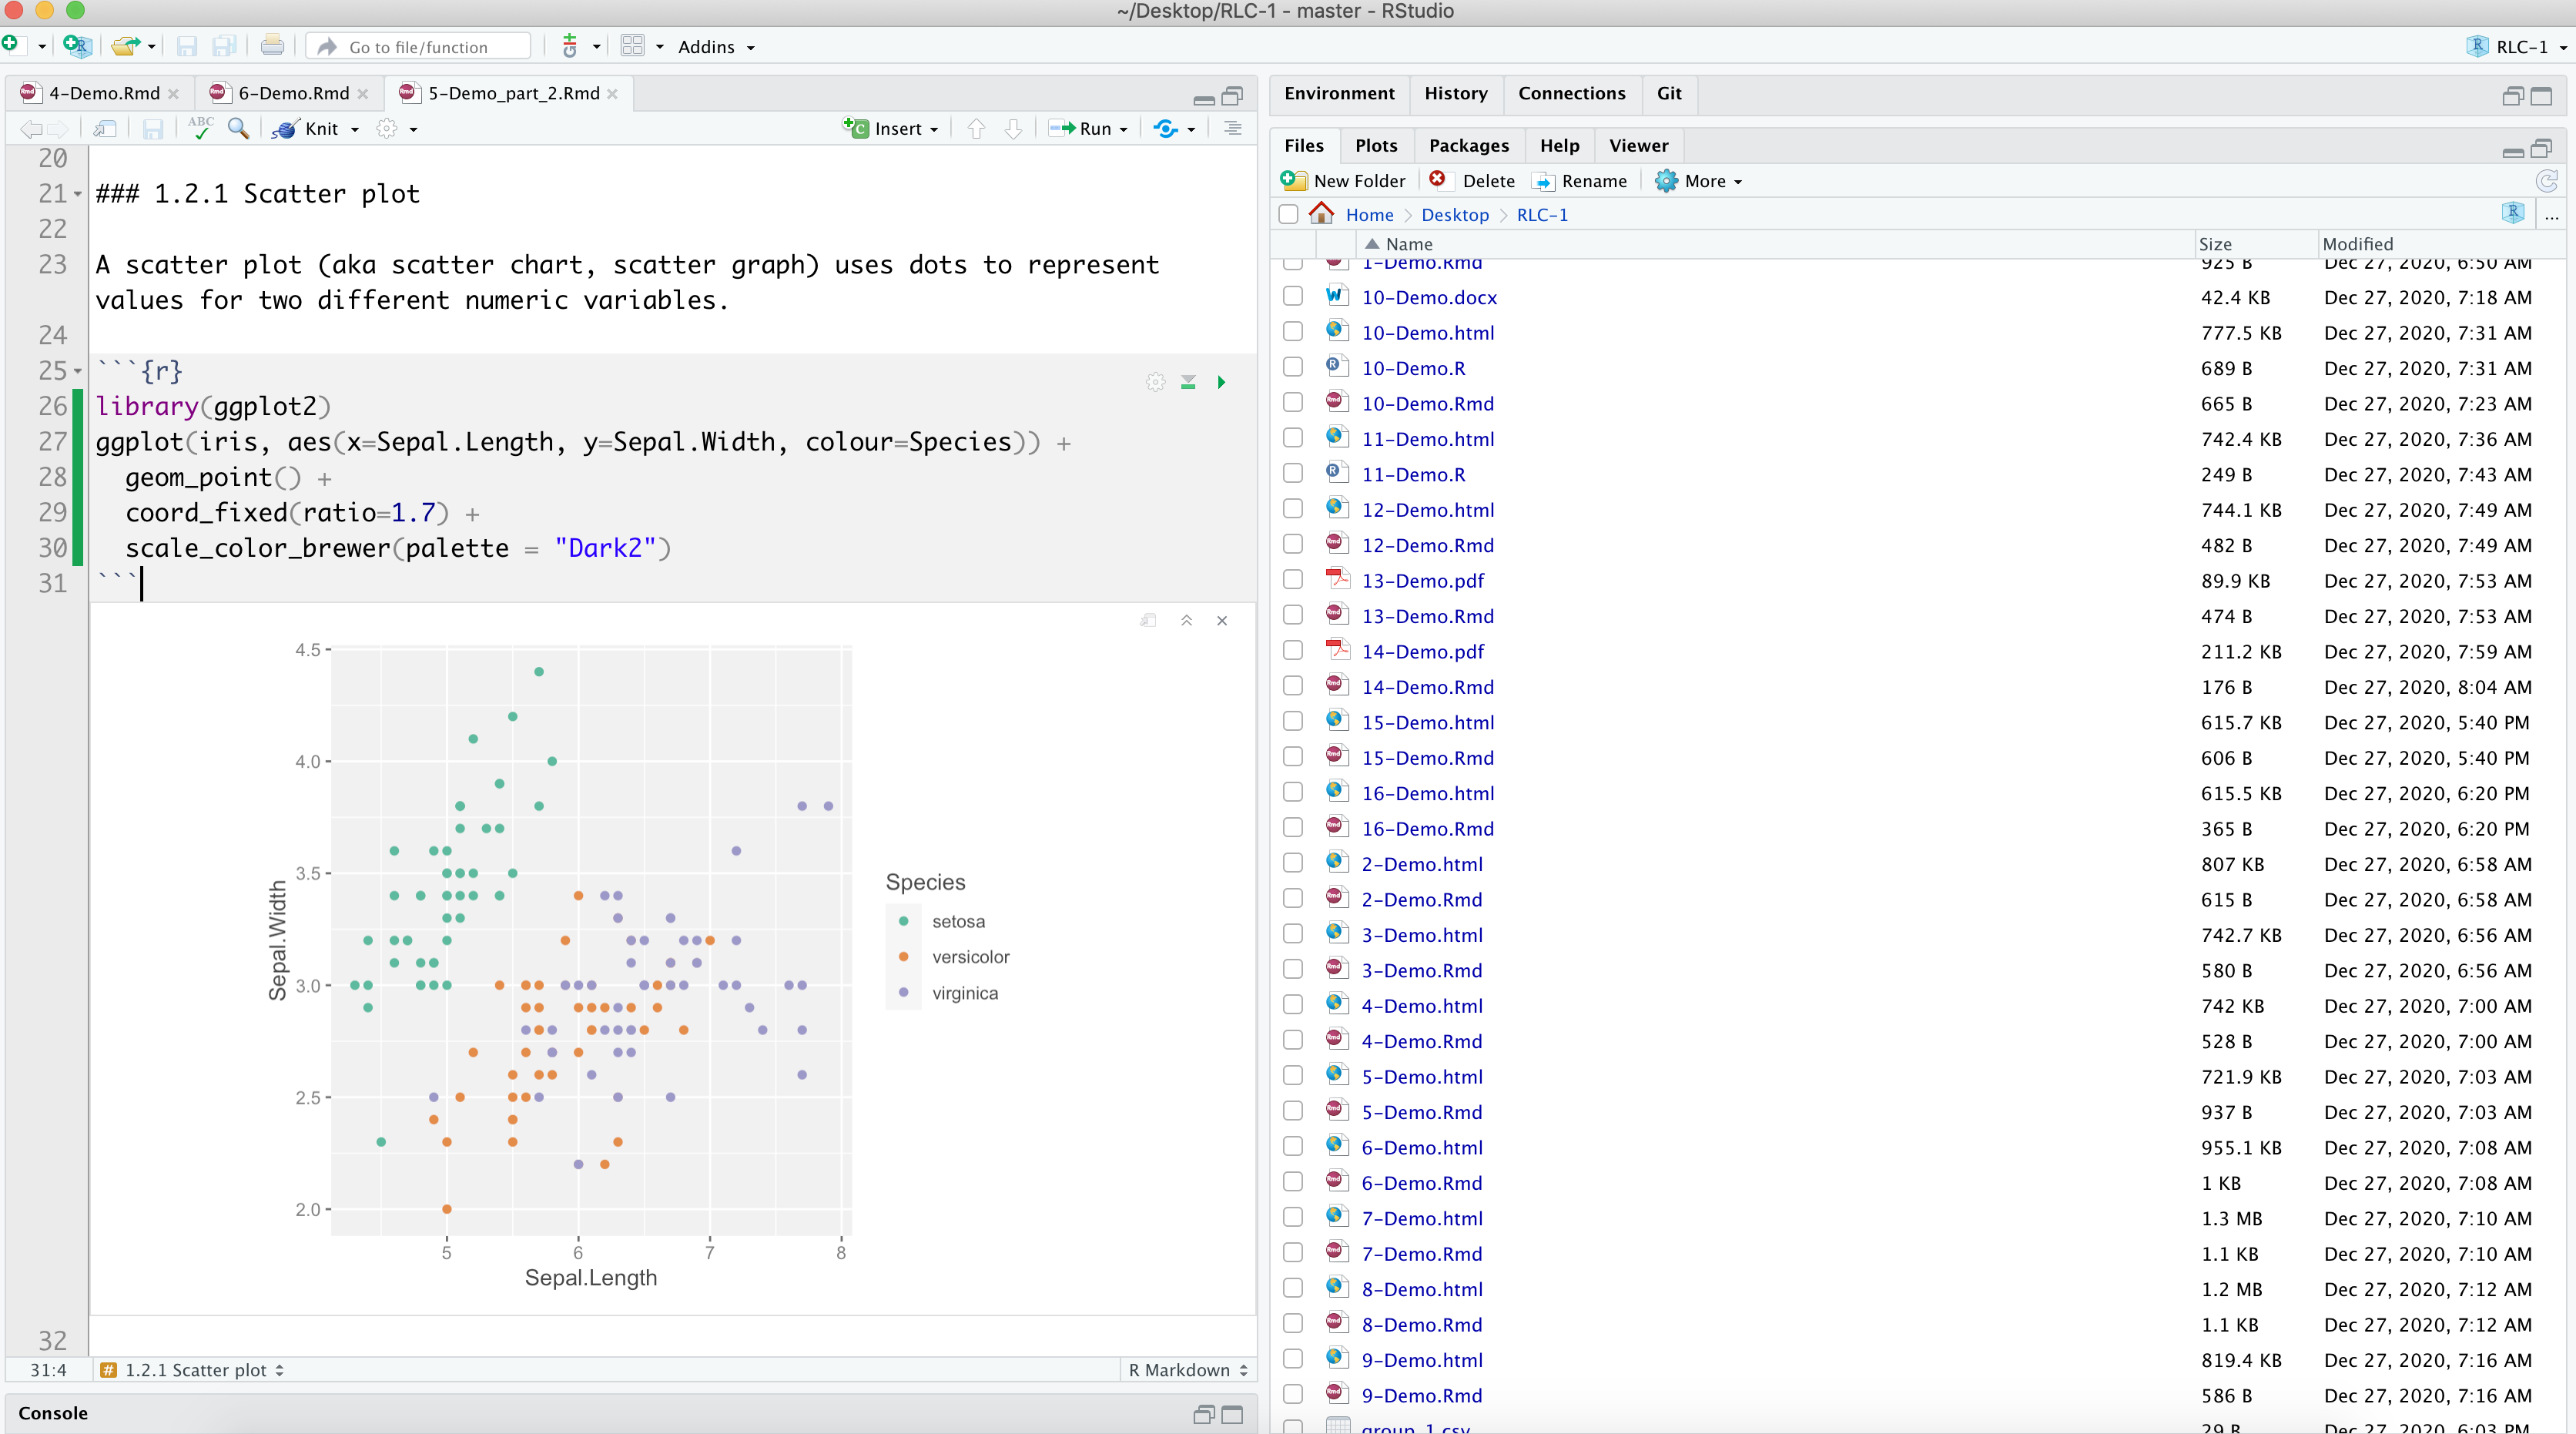 ~/Desktop/RLC-1 - master - RStudio
Go to file/function
Addins
RLC-1
4-Demo.Rmd
6-Demo.Rmd
5-Demo_part_2.Rmd
ABC
Knit
Insert
Run
20
21 ### 1.2.1 Scatter plot
22
23 A scatter plot (aka scatter chart, scatter graph) uses dots to represent
values for two different numeric variables.
24
25 ```{r}
26 library(ggplot2)
27 ggplot(iris, aes(x=Sepal.Length, y=Sepal.Width, colour=Species)) +
28 geom_point() +
29 coord_fixed(ratio=1.7) +
30 scale_color_brewer(palette = "Dark2")
31 ```
4.5
4.0
3.5
3.0
2.5
2.0
Sepal.Width
5 6 7 8
Sepal.Length
Species
setosa
versicolor
virginica
32
31:4 # 1.2.1 Scatter plot R Markdown
Console
Environment History Connections Git
Files Plots Packages Help Viewer
New Folder Delete Rename More
Home Desktop RLC-1 ...
Name Size Modified
1-Demo.Rmd 925 B Dec 27, 2020, 6:50 AM
10-Demo.docx 42.4 KB Dec 27, 2020, 7:18 AM
10-Demo.html 777.5 KB Dec 27, 2020, 7:31 AM
10-Demo.R 689 B Dec 27, 2020, 7:31 AM
10-Demo.Rmd 665 B Dec 27, 2020, 7:23 AM
11-Demo.html 742.4 KB Dec 27, 2020, 7:36 AM
11-Demo.R 249 B Dec 27, 2020, 7:43 AM
12-Demo.html 744.1 KB Dec 27, 2020, 7:49 AM
12-Demo.Rmd 482 B Dec 27, 2020, 7:49 AM
13-Demo.pdf 89.9 KB Dec 27, 2020, 7:53 AM
13-Demo.Rmd 474 B Dec 27, 2020, 7:53 AM
14-Demo.pdf 211.2 KB Dec 27, 2020, 7:59 AM
14-Demo.Rmd 176 B Dec 27, 2020, 8:04 AM
15-Demo.html 615.7 KB Dec 27, 2020, 5:40 PM
15-Demo.Rmd 606 B Dec 27, 2020, 5:40 PM
16-Demo.html 615.5 KB Dec 27, 2020, 6:20 PM
16-Demo.Rmd 365 B Dec 27, 2020, 6:20 PM
2-Demo.html 807 KB Dec 27, 2020, 6:58 AM
2-Demo.Rmd 615 B Dec 27, 2020, 6:58 AM
3-Demo.html 742.7 KB Dec 27, 2020, 6:56 AM
3-Demo.Rmd 580 B Dec 27, 2020, 6:56 AM
4-Demo.html 742 KB Dec 27, 2020, 7:00 AM
4-Demo.Rmd 528 B Dec 27, 2020, 7:00 AM
5-Demo.html 721.9 KB Dec 27, 2020, 7:03 AM
5-Demo.Rmd 937 B Dec 27, 2020, 7:03 AM
6-Demo.html 955.1 KB Dec 27, 2020, 7:08 AM
6-Demo.Rmd 1 KB Dec 27, 2020, 7:08 AM
7-Demo.html 1.3 MB Dec 27, 2020, 7:10 AM
7-Demo.Rmd 1.1 KB Dec 27, 2020, 7:10 AM
8-Demo.html 1.2 MB Dec 27, 2020, 7:12 AM
8-Demo.Rmd 1.1 KB Dec 27, 2020, 7:12 AM
9-Demo.html 819.4 KB Dec 27, 2020, 7:16 AM
9-Demo.Rmd 586 B Dec 27, 2020, 7:16 AM
group_1.csv 29 B Dec 27, 2020, 6:03 PM